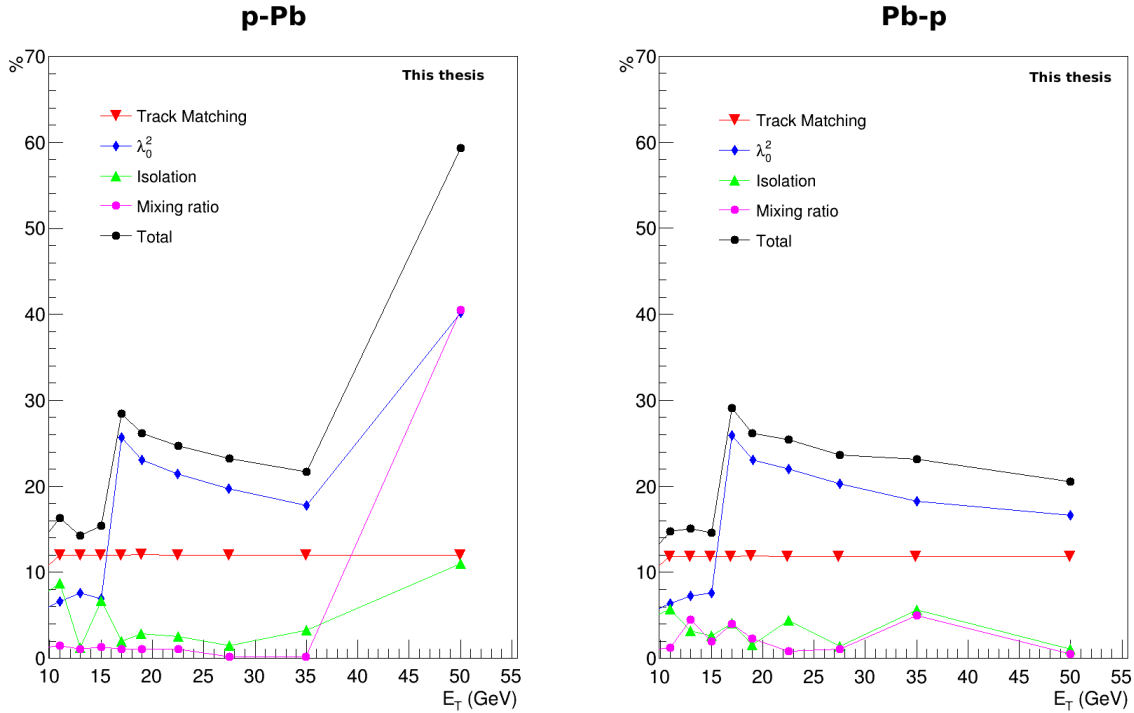 p-Pb
%
70
This thesis
60
50
40
30
20
10
0
Track Matching
λ₀²
Isolation
Mixing ratio
Total
10 15 20 25 30 35 40 45 50 55
E_T (GeV)
Pb-p
%
70
This thesis
60
50
40
30
20
10
0
Track Matching
λ₀²
Isolation
Mixing ratio
Total
10 15 20 25 30 35 40 45 50 55
E_T (GeV)